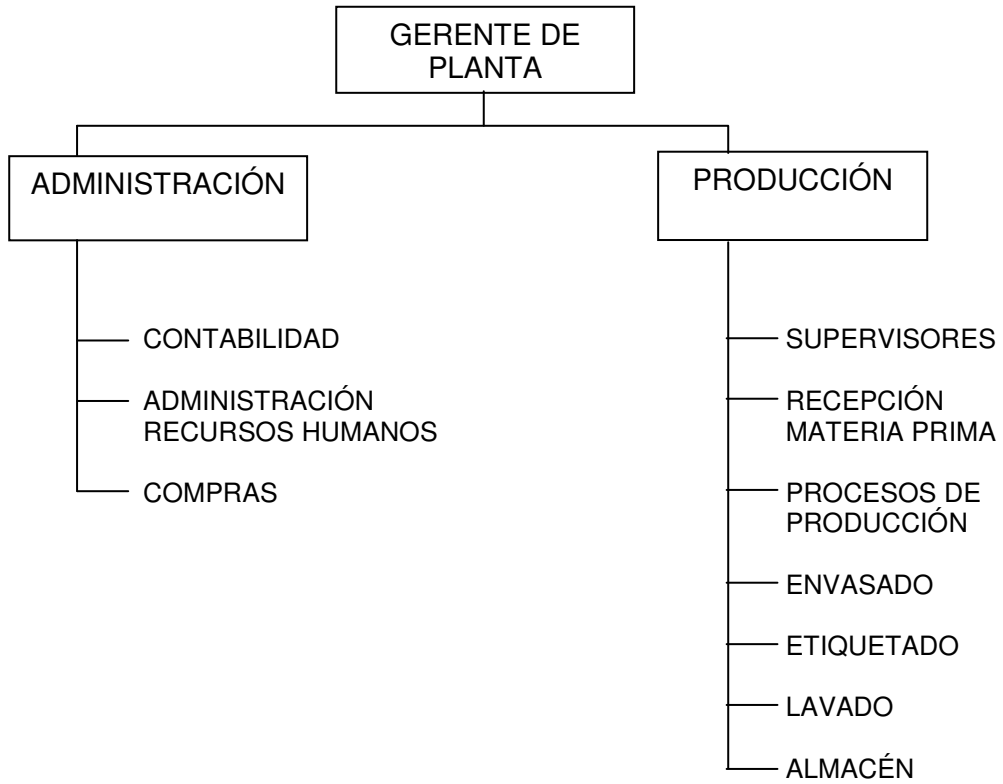 GERENTE DE
PLANTA
ADMINISTRACIÓN
PRODUCCIÓN
CONTABILIDAD
ADMINISTRACIÓN
RECURSOS HUMANOS
COMPRAS
SUPERVISORES
RECEPCIÓN
MATERIA PRIMA
PROCESOS DE
PRODUCCIÓN
ENVASADO
ETIQUETADO
LAVADO
ALMACÉN